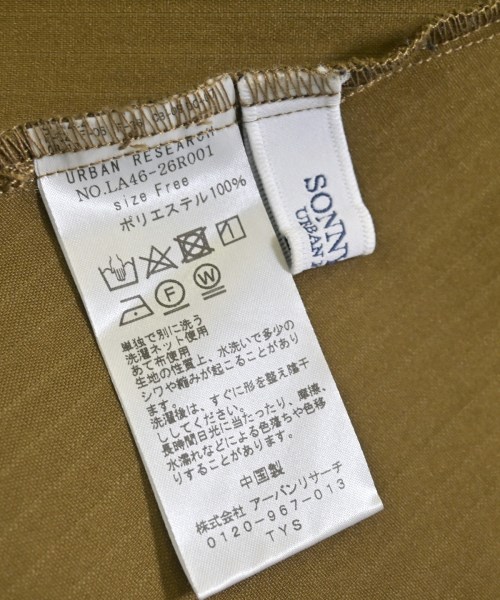 URBAN RESEARCH
NO.LA46-26R001
size Free
ポリエステル100%
F W
単独で別に洗う
洗濯ネット使用
あて布使用
生地の性質上、水洗いで多少の
シワや縮みが起こることがあり
ます。
洗濯後は、すぐに形を整え陰干
ししてください。
長時間日光に当たったり、摩擦、
水濡れなどによる色落ちや色移
りすることがあります。
中国製
株式会社 アーバンリサーチ
0120-967-013
TYS
SONNY
URBAN